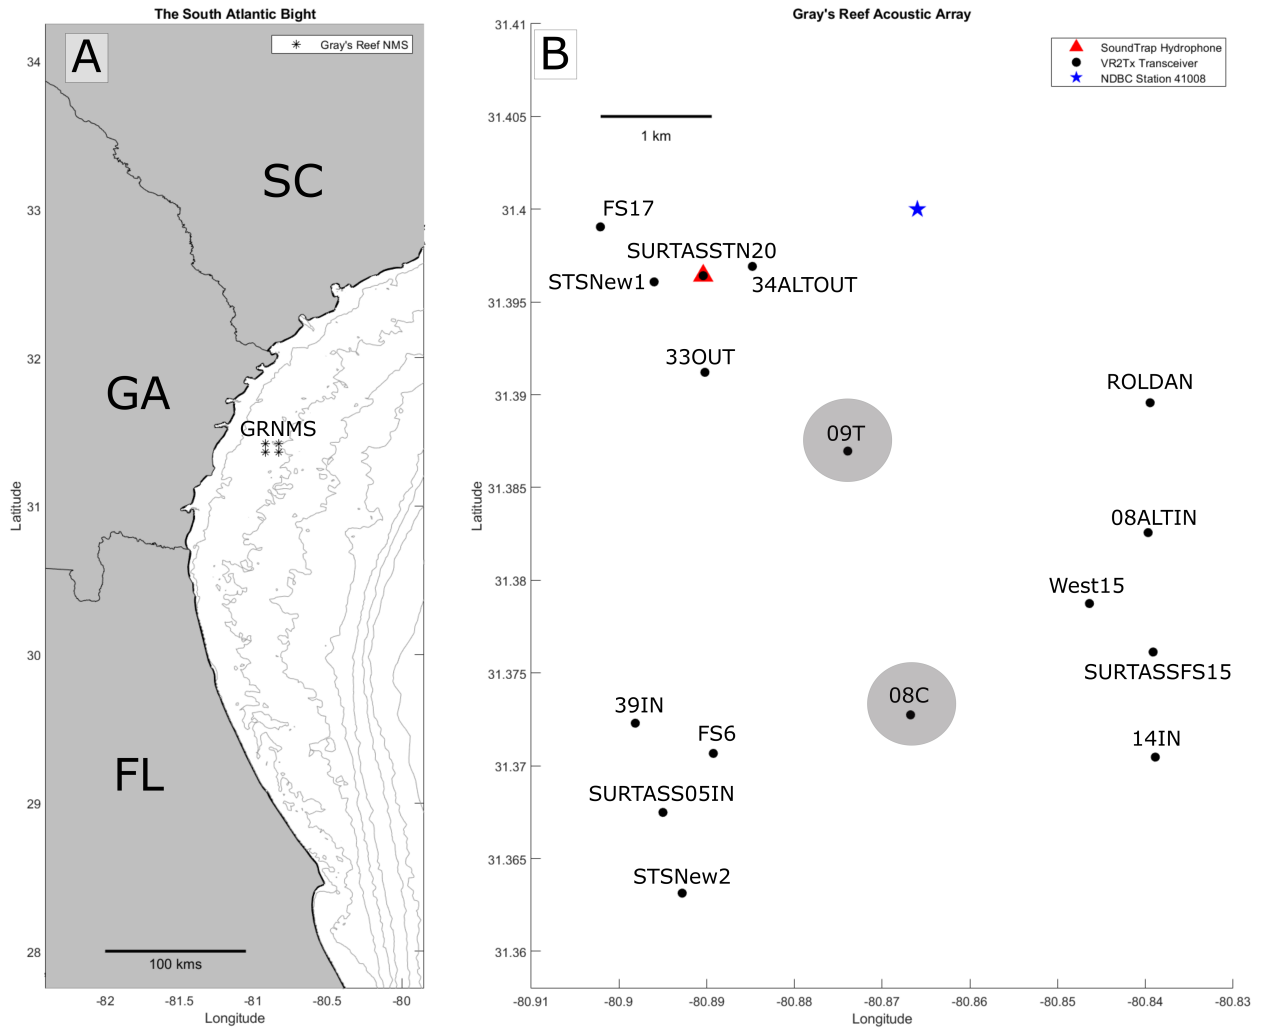 The South Atlantic Bight
A
Gray's Reef NMS
SC
GA
GRNMS
FL
100 kms
34
33
32
31
30
29
28
Latitude
-82
-81.5
-81
-80.5
-80
Longitude
Gray's Reef Acoustic Array
B
SoundTrap Hydrophone
VR2Tx Transceiver
NDBC Station 41008
1 km
FS17
SURTASSTN20
STSNew1
34ALTOUT
33OUT
ROLDAN
09T
08ALTIN
West15
SURTASSFS15
08C
39IN
FS6
14IN
SURTASS05IN
STSNew2
31.41
31.405
31.4
31.395
31.39
31.385
31.38
31.375
31.37
31.365
31.36
Latitude
-80.91
-80.9
-80.89
-80.88
-80.87
-80.86
-80.85
-80.84
-80.83
Longitude